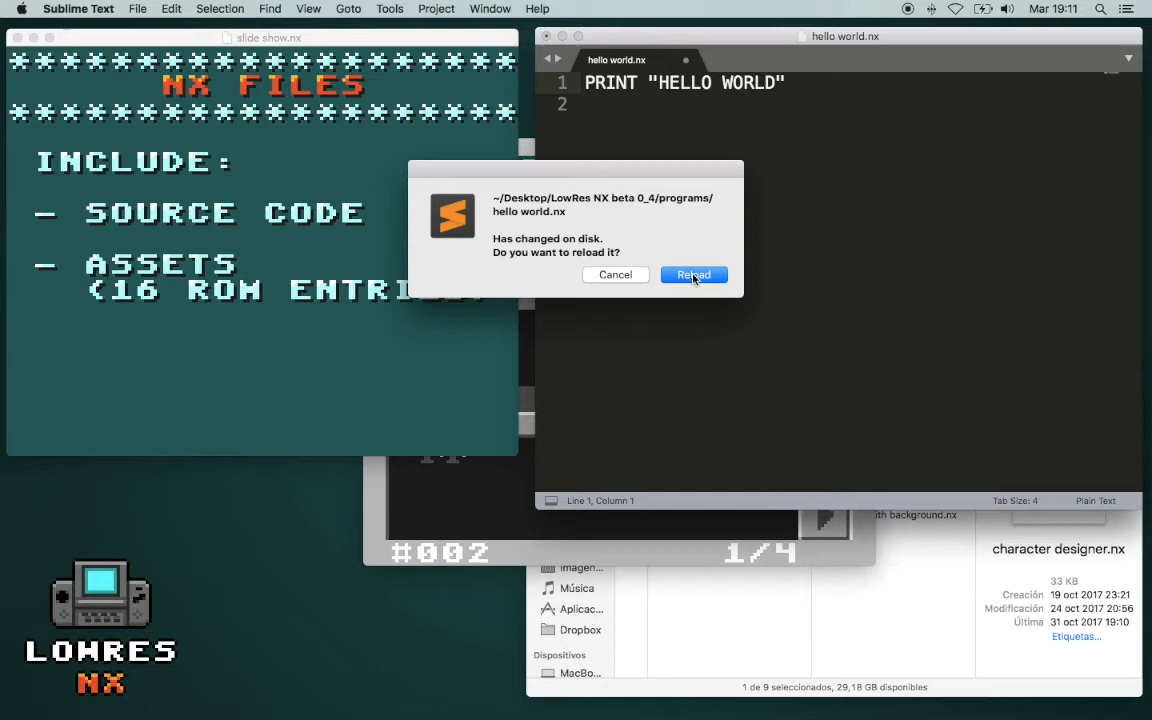 Sublime Text File Edit Selection Find View Goto Tools Project Window Help Mar 19:11
slide show.nx
****************************************
NX FILES
****************************************
INCLUDE:
- SOURCE CODE
- ASSETS
(16 ROM
hello world.nx
hello world.nx
1 PRINT "HELLO WORLD"
2
~/Desktop/LowRes NX beta 0_4/programs/
hello world.nx
Has changed on disk.
Do you want to reload it?
Cancel Reload
Line 1, Column 1 Tab Size: 4 Plain Text
#002 1/4
th background.nx
Imágen...
Música
Aplicac...
Dropbox
Dispositivos
MacBo...
character designer.nx
33 KB
Creación 19 oct 2017 23:21
Modificación 24 oct 2017 20:56
Última 31 oct 2017 19:10
Etiquetas...
1 de 9 seleccionados, 29,18 GB disponibles
LOWRES
NX